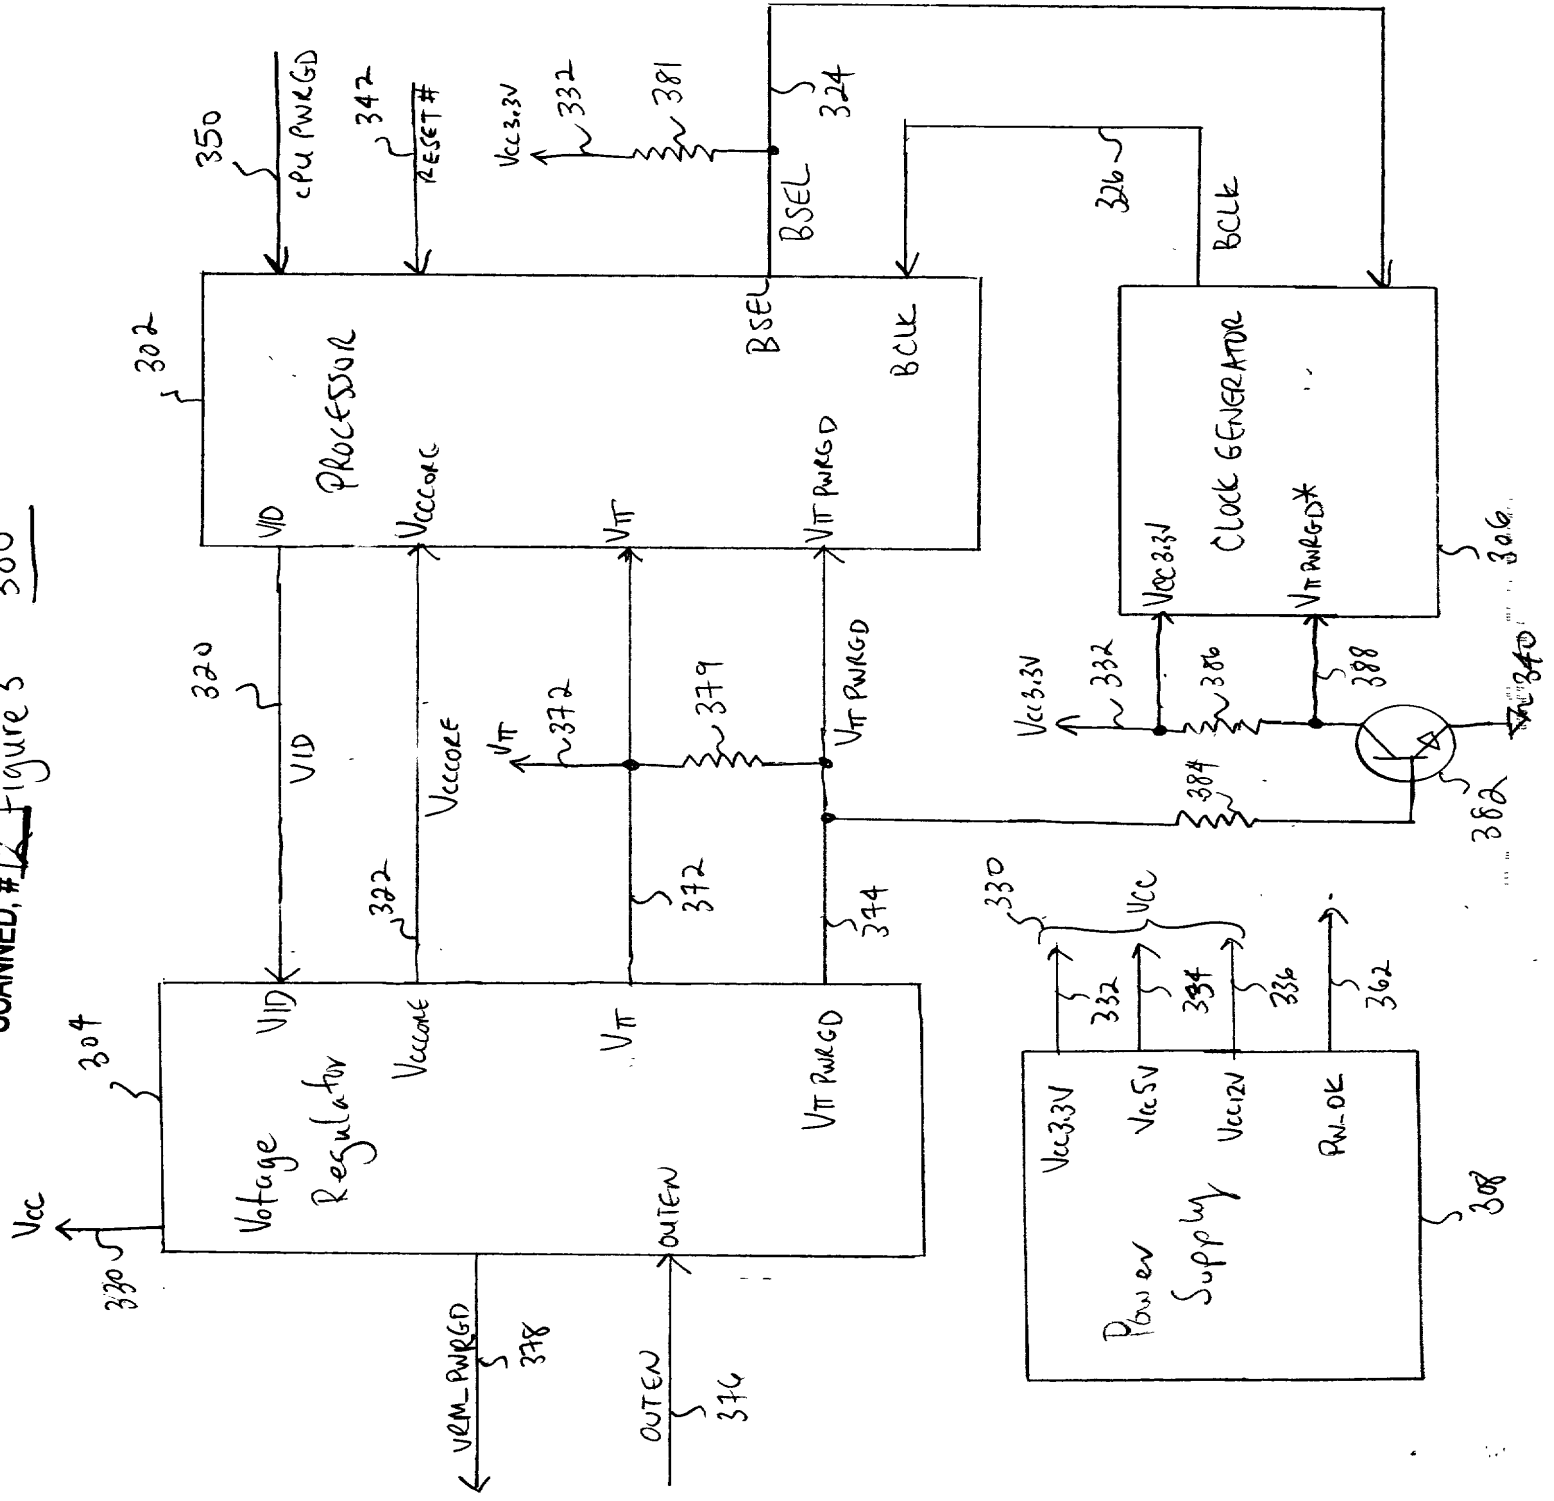 SCANNED, # Figure 3 300
Vcc
330
304
Votage
Regulator
VID
VccCORE
VTT
VTT PWRGD
OUTEN
VRM_PWRGD
378
OUTEN
376
320
VID
322
VccCORE
VTT
372
372
379
374
VTT PWRGD
302
PROCESSOR
VID
VccCORE
VTT
VTT PWRGD
BSEL
BCLK
350
CPU PWRGD
342
RESET#
Vcc3.3V
332
381
BSEL
324
326
BCLK
CLOCK GENERATOR
Vcc3.3V
VTT PWRGD*
306
Vcc3.3V
332
386
388
384
382
340
Power
Supply
Vcc3.3V
Vcc5V
Vcc12V
PW_OK
308
330
VCC
332
334
336
362